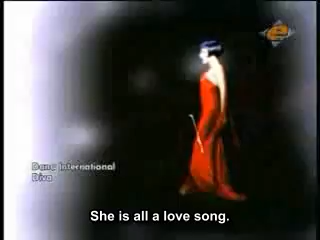 e
Dana International
Diva
She is all a love song.